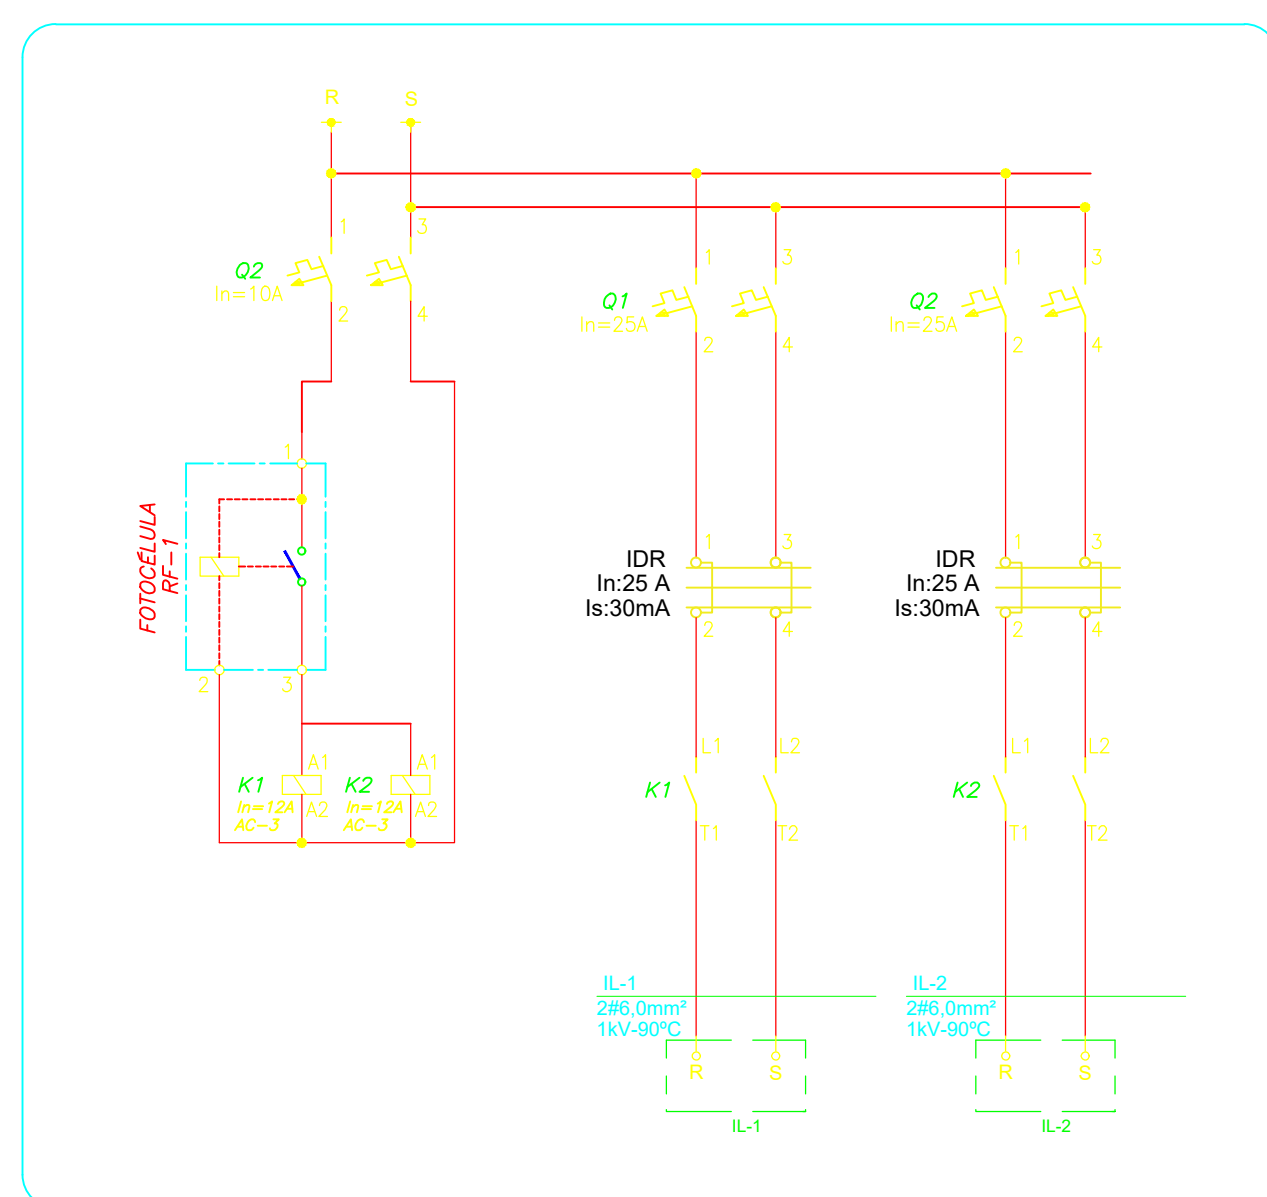 R
S
1
3
Q2
In=10A
2
4
1
3
Q1
In=25A
2
4
1
3
Q2
In=25A
2
4
FOTOCÉLULA
RF-1
1
2
3
K1
In=12A
AC-3
A1
A2
K2
In=12A
AC-3
A1
A2
IDR
In:25 A
Is:30mA
1
3
2
4
IDR
In:25 A
Is:30mA
1
3
2
4
K1
L1
L2
T1
T2
K2
L1
L2
T1
T2
IL-1
2#6,0mm²
1kV-90ºC
R
S
IL-1
IL-2
2#6,0mm²
1kV-90ºC
R
S
IL-2